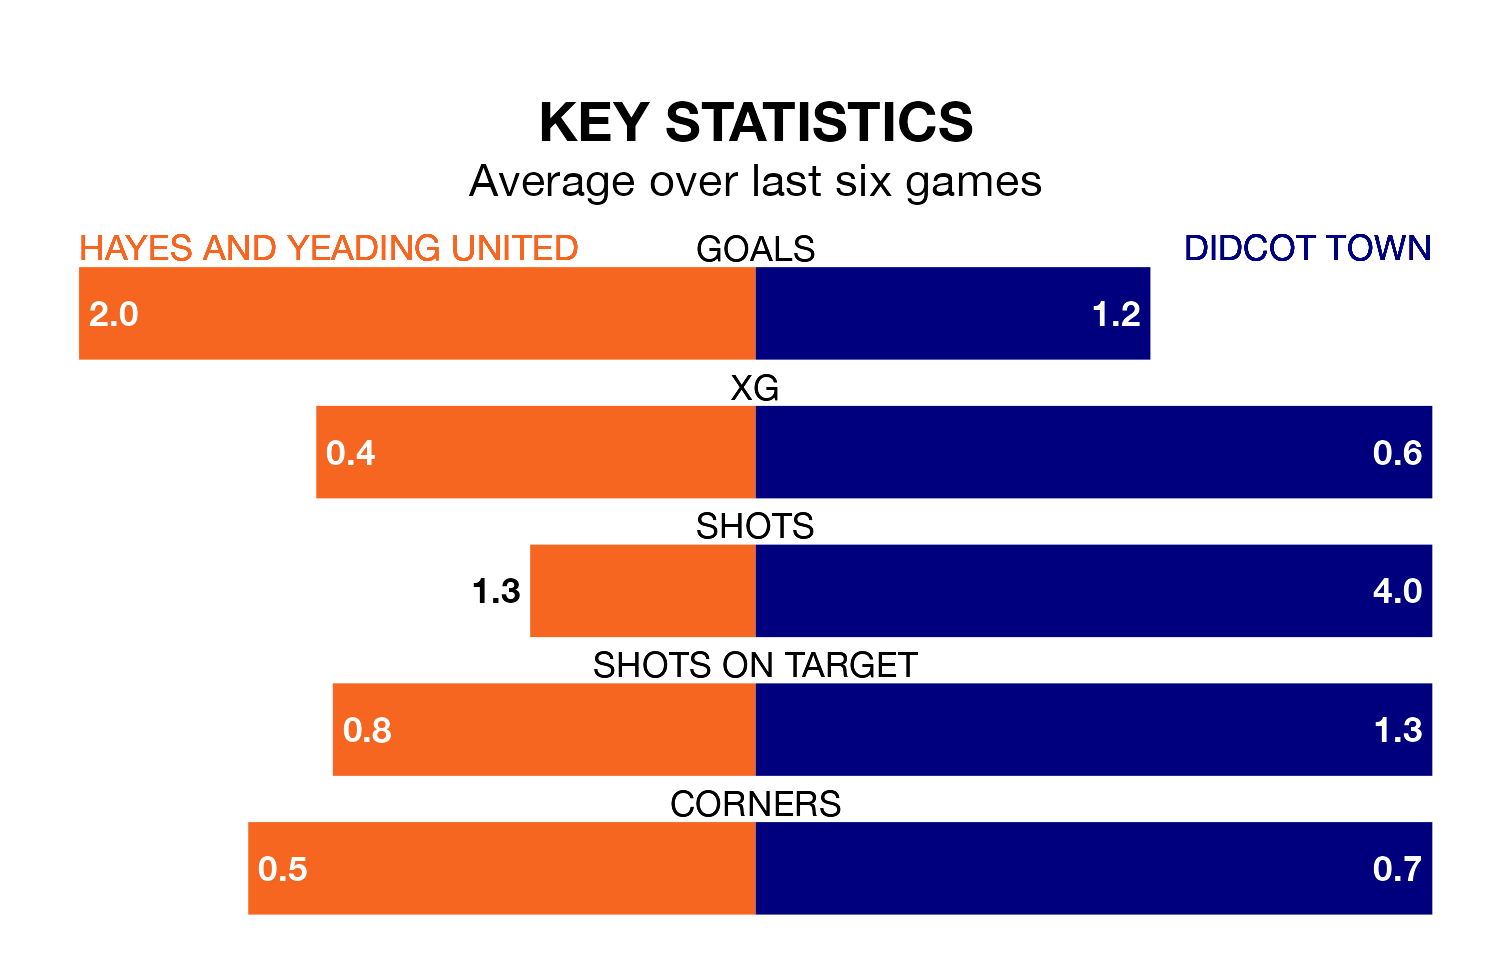 KEY STATISTICS
Average over last six games
HAYES AND YEADING UNITED GOALS DIDCOT TOWN
2.0 1.2
XG
0.4 0.6
SHOTS
1.3 4.0
SHOTS ON TARGET
0.8 1.3
CORNERS
0.5 0.7